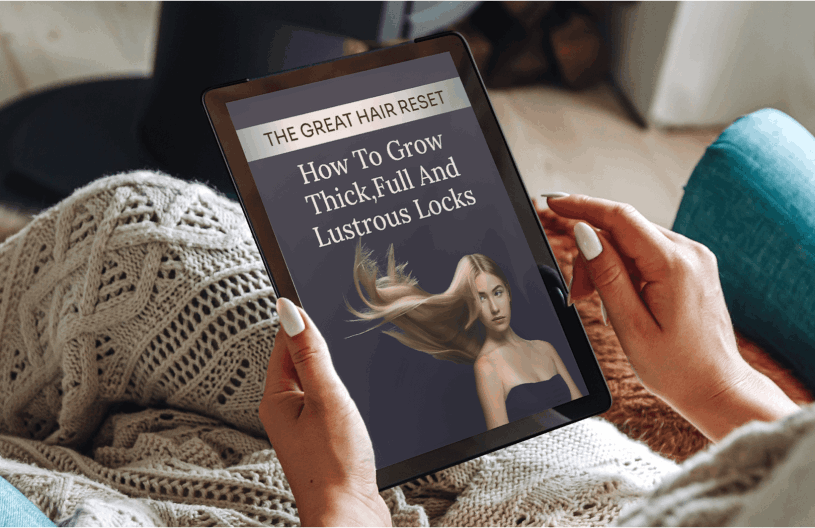 THE GREAT HAIR RESET
How To Grow
Thick,Full And
Lustrous Locks